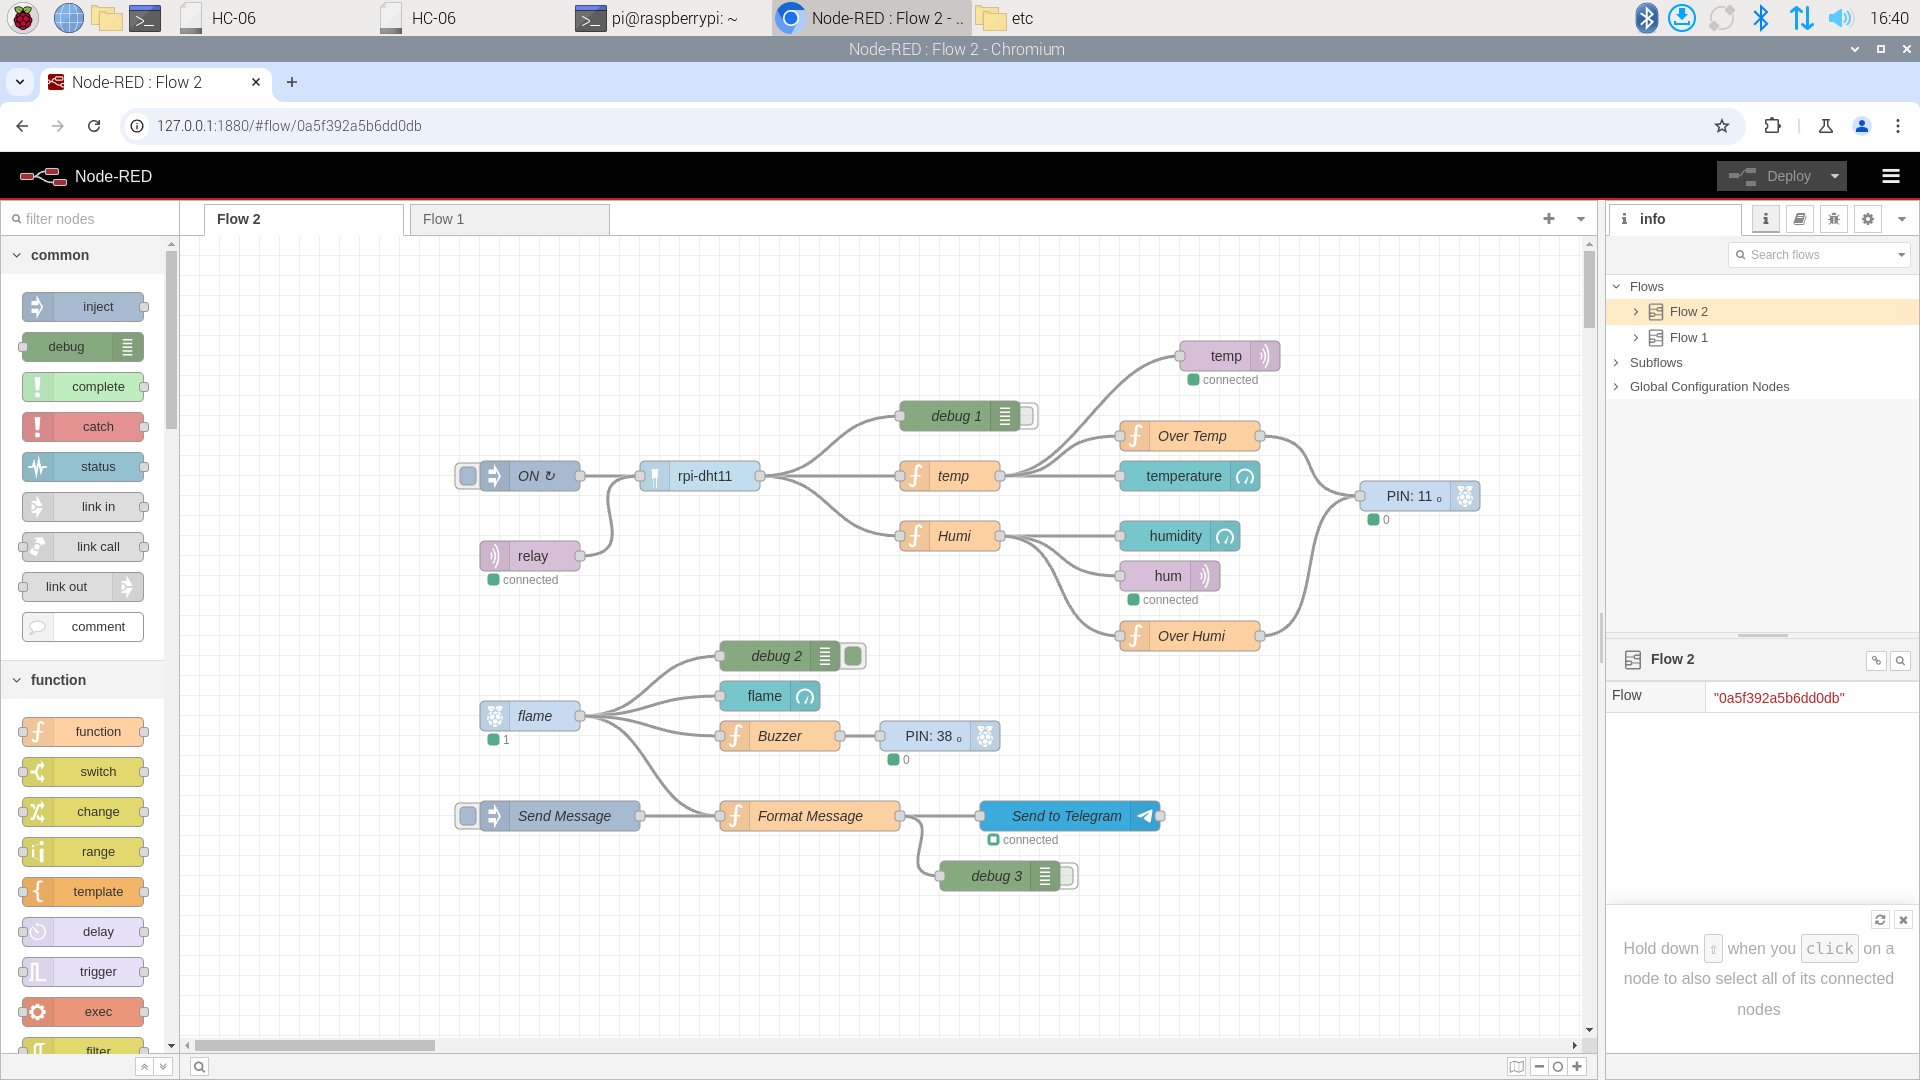 HC-06
HC-06
pi@raspberrypi: ~
Node-RED : Flow 2 - ..
etc
16:40
Node-RED : Flow 2 - Chromium
Node-RED : Flow 2
127.0.0.1:1880/#flow/0a5f392a5b6dd0db
Node-RED
Deploy
filter nodes
Flow 2
Flow 1
info
Search flows
common
inject
debug
complete
catch
status
link in
link call
link out
comment
function
function
switch
change
range
template
delay
trigger
exec
filter
temp
connected
debug 1
Over Temp
ON ↻
rpi-dht11
temp
temperature
PIN: 11
0
Humi
humidity
relay
connected
hum
connected
Over Humi
debug 2
flame
flame
1
Buzzer
PIN: 38
0
Send Message
Format Message
Send to Telegram
connected
debug 3
Flows
Flow 2
Flow 1
Subflows
Global Configuration Nodes
Flow 2
Flow
"0a5f392a5b6dd0db"
Hold down ⇧ when you click on a
node to also select all of its connected
nodes